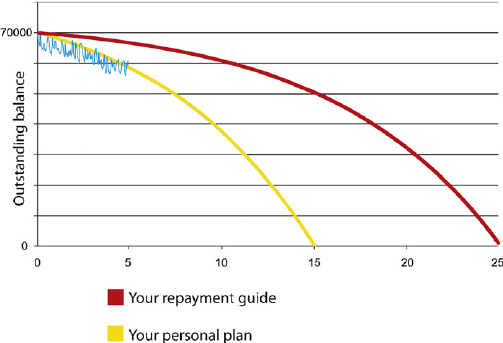 70000
Outstanding balance
0
0 5 10 15 20 25
Your repayment guide
Your personal plan